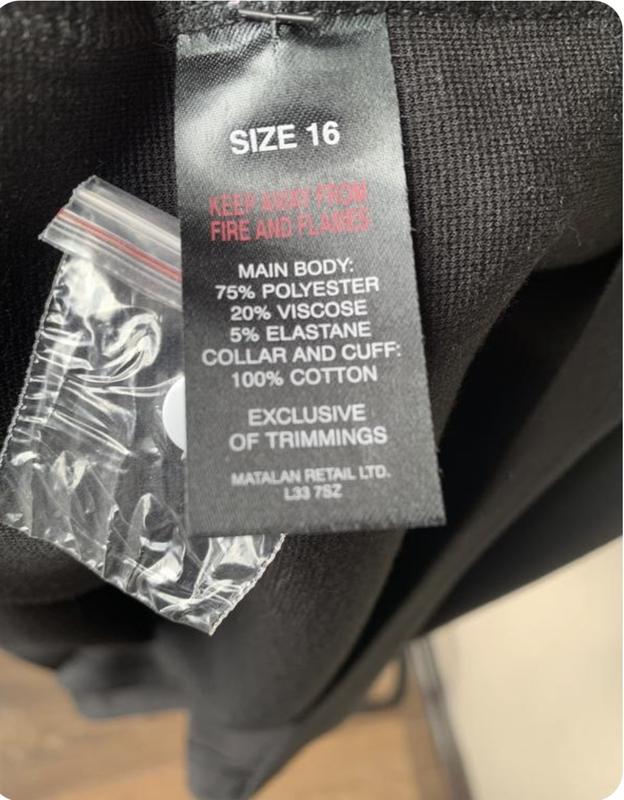 SIZE 16
KEEP AWAY FROM
FIRE AND FLAMES
MAIN BODY:
75% POLYESTER
20% VISCOSE
5% ELASTANE
COLLAR AND CUFF:
100% COTTON
EXCLUSIVE
OF TRIMMINGS
MATALAN RETAIL LTD.
L33 7SZ